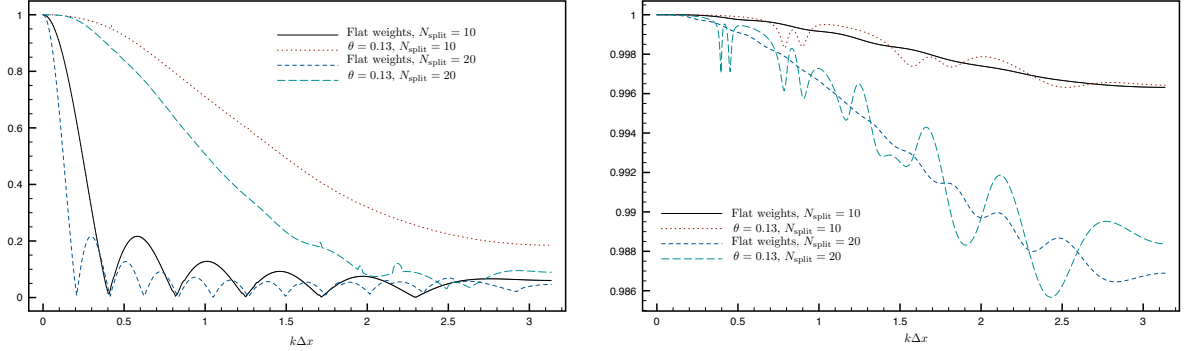 1
0.8
0.6
0.4
0.2
0
0 0.5 1 1.5 2 2.5 3
kΔx
Flat weights, N_split = 10
θ = 0.13, N_split = 10
Flat weights, N_split = 20
θ = 0.13, N_split = 20
1
0.998
0.996
0.994
0.992
0.99
0.988
0.986
0 0.5 1 1.5 2 2.5 3
kΔx
Flat weights, N_split = 10
θ = 0.13, N_split = 10
Flat weights, N_split = 20
θ = 0.13, N_split = 20